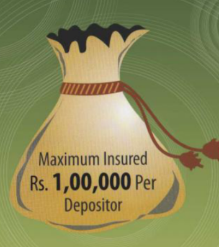 Maximum Insured
Rs. 1,00,000 Per
Depositor